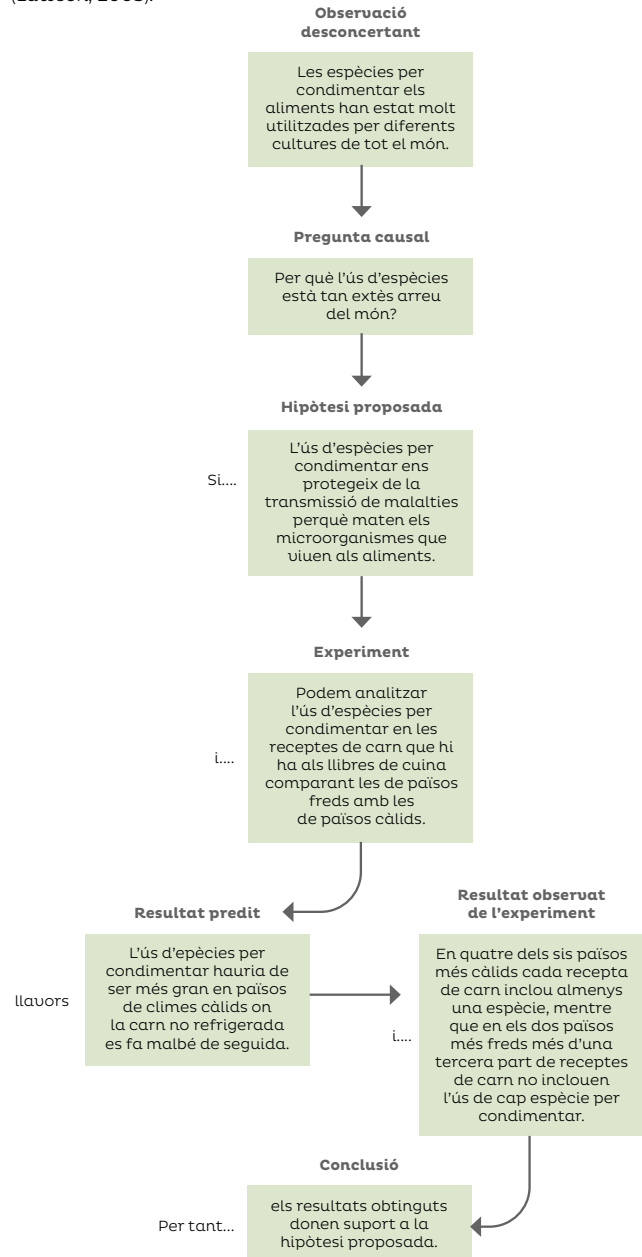 Observació
desconcertant
Les espècies per
condimentar els
aliments han estat molt
utilitzades per diferents
cultures de tot el món.
Pregunta causal
Per què l'ús d'espècies
està tan extès arreu
del món?
Hipòtesi proposada
Si....
L'ús d'espècies per
condimentar ens
protegeix de la
transmissió de malalties
perquè maten els
microorganismes que
viuen als aliments.
Experiment
i....
Podem analitzar
l'ús d'espècies per
condimentar en les
receptes de carn que hi
ha als llibres de cuina
comparant les de països
freds amb les
de països càlids.
Resultat predit
llavors
L'ús d'epècies per
condimentar hauria de
ser més gran en països
de climes càlids on
la carn no refrigerada
es fa malbé de seguida.
Resultat observat
de l'experiment
i....
En quatre dels sis països
més càlids cada recepta
de carn inclou almenys
una espècie, mentre
que en els dos països
més freds més d'una
tercera part de receptes
de carn no inclouen
l'ús de cap espècie per
condimentar.
Conclusió
Per tant...
els resultats obtinguts
donen suport a la
hipòtesi proposada.